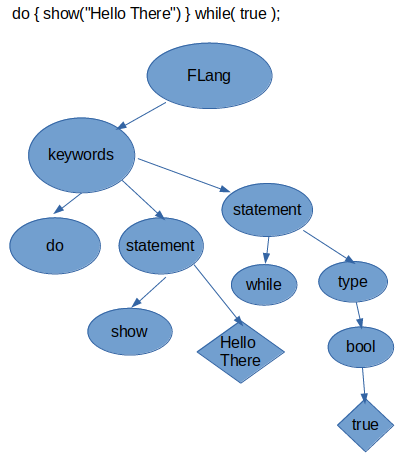 do { show("Hello There") } while( true );
FLang
keywords
statement
do
statement
while
type
show
Hello
There
bool
true